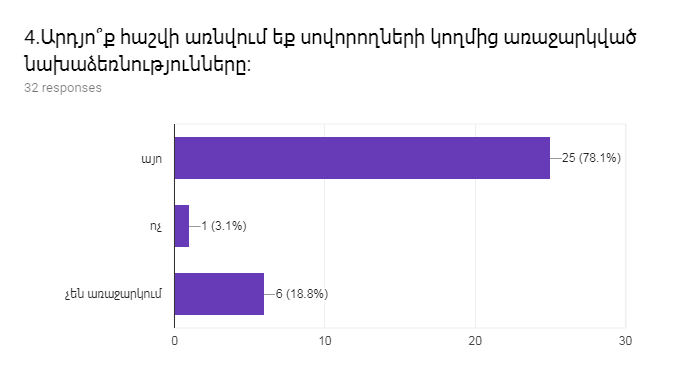 4.Արդյո՞ք հաշվի առնվում եք սովորողների կողմից առաջարկված
նախաձեռնությունները:
32 responses
այո
25 (78.1%)
ոչ
1 (3.1%)
չեն առաջարկում
6 (18.8%)
0
10
20
30